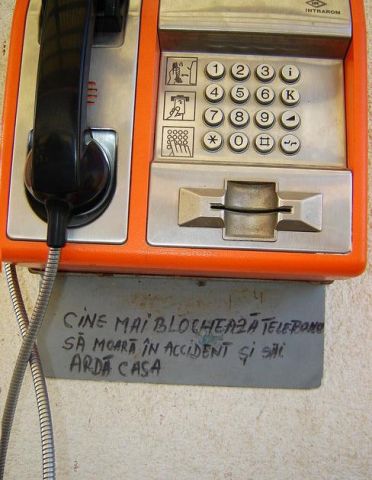 INTRAROM
1 2 3 i
4 5 6 K
7 8 9
* 0
CINE MAI BLOCHEAZĂ TELEFONU
SĂ MOARĂ ÎN ACCIDENT ȘI SĂI
ARDĂ CASA